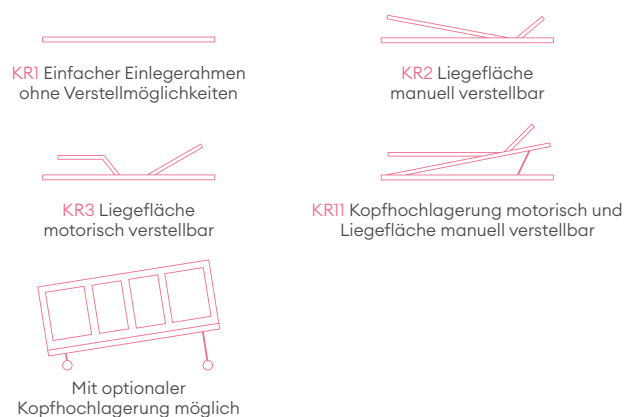 KR1 Einfacher Einlegerahmen
ohne Verstellmöglichkeiten
KR2 Liegefläche
manuell verstellbar
KR3 Liegefläche
motorisch verstellbar
KR11 Kopfhochlagerung motorisch und
Liegefläche manuell verstellbar
Mit optionaler
Kopfhochlagerung möglich